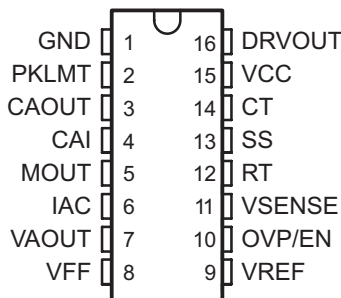 GND 1 16 DRVOUT
PKLMT 2 15 VCC
CAOUT 3 14 CT
CAI 4 13 SS
MOUT 5 12 RT
IAC 6 11 VSENSE
VAOUT 7 10 OVP/EN
VFF 8 9 VREF